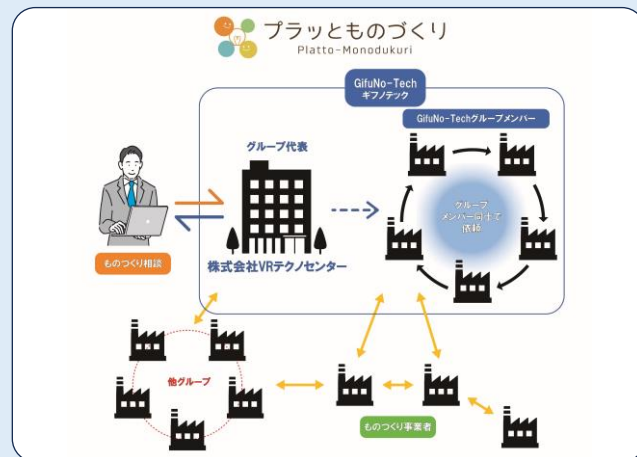 プラッとものづくり
Platto-Monodukuri
GifuNo-Tech
ギフノテック
GifuNo-Techグループメンバー
グループ代表
グループ
メンバー同士で
依頼
株式会社VRテクノセンター
ものつくり相談
他グループ
ものつくり事業者